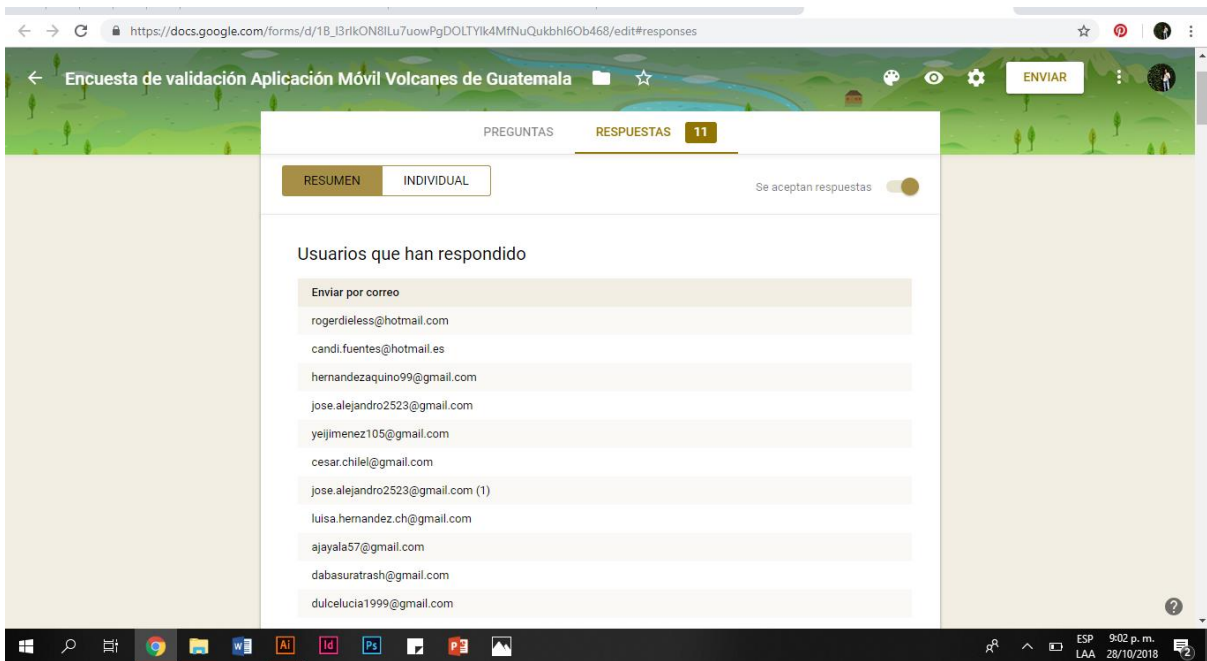 https://docs.google.com/forms/d/1B_I3rIkON8ILu7uowPgDOLTYIk4MfNuQukbhI6Ob468/edit#responses
Encuesta de validación Aplicación Móvil Volcanes de Guatemala
ENVIAR
PREGUNTAS RESPUESTAS 11
RESUMEN INDIVIDUAL
Se aceptan respuestas
Usuarios que han respondido
Enviar por correo
rogerdieless@hotmail.com
candi.fuentes@hotmail.es
hernandezaquino99@gmail.com
jose.alejandro2523@gmail.com
yeijimenez105@gmail.com
cesar.chilel@gmail.com
jose.alejandro2523@gmail.com (1)
luisa.hernandez.ch@gmail.com
ajayala57@gmail.com
dabasuratrash@gmail.com
dulcelucia1999@gmail.com
Ai Id Ps
ESP 9:02 p. m.
LAA 28/10/2018
2